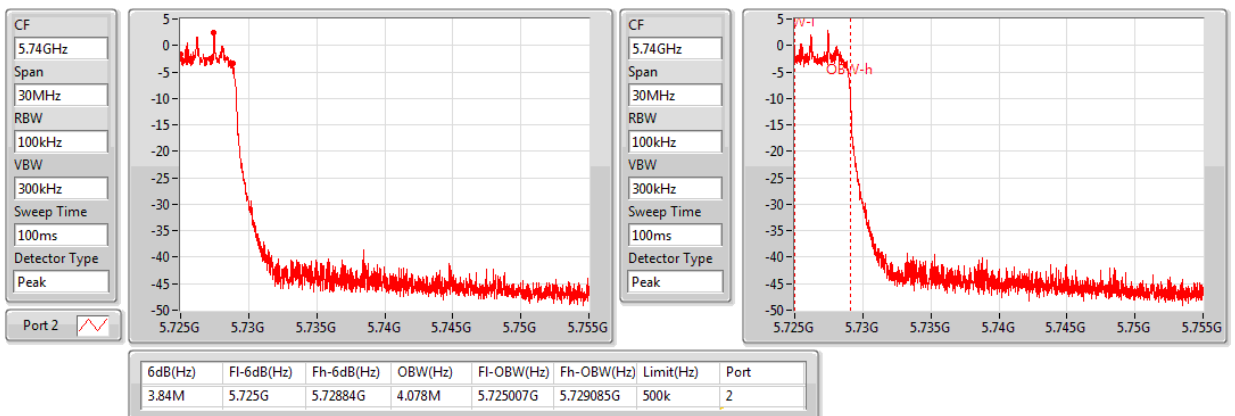 CF
5.74GHz
Span
30MHz
RBW
100kHz
VBW
300kHz
Sweep Time
100ms
Detector Type
Peak
Port 2
5
0
-5
-10
-15
-20
-25
-30
-35
-40
-45
-50
5.725G 5.73G 5.735G 5.74G 5.745G 5.75G 5.755G
CF
5.74GHz
Span
30MHz
RBW
100kHz
VBW
300kHz
Sweep Time
100ms
Detector Type
Peak
5
0
-5
-10
-15
-20
-25
-30
-35
-40
-45
-50
OBW-h
5.725G 5.73G 5.735G 5.74G 5.745G 5.75G 5.755G
6dB(Hz) Fl-6dB(Hz) Fh-6dB(Hz) OBW(Hz) Fl-OBW(Hz) Fh-OBW(Hz) Limit(Hz) Port
3.84M 5.725G 5.72884G 4.078M 5.725007G 5.729085G 500k 2